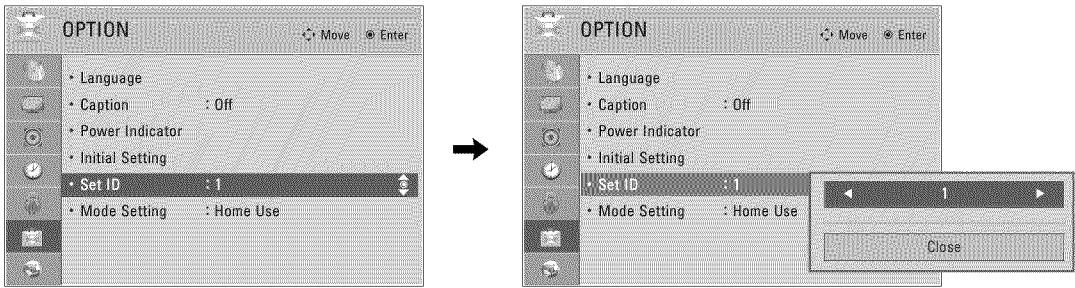 OPTION
Move Enter
• Language
• Caption : Off
• Power Indicator
• Initial Setting
• Set ID : 1
• Mode Setting : Home Use
OPTION
Move Enter
• Language
• Caption : Off
• Power Indicator
• Initial Setting
• Set ID : 1
• Mode Setting : Home Use
◄ 1 ►
Close